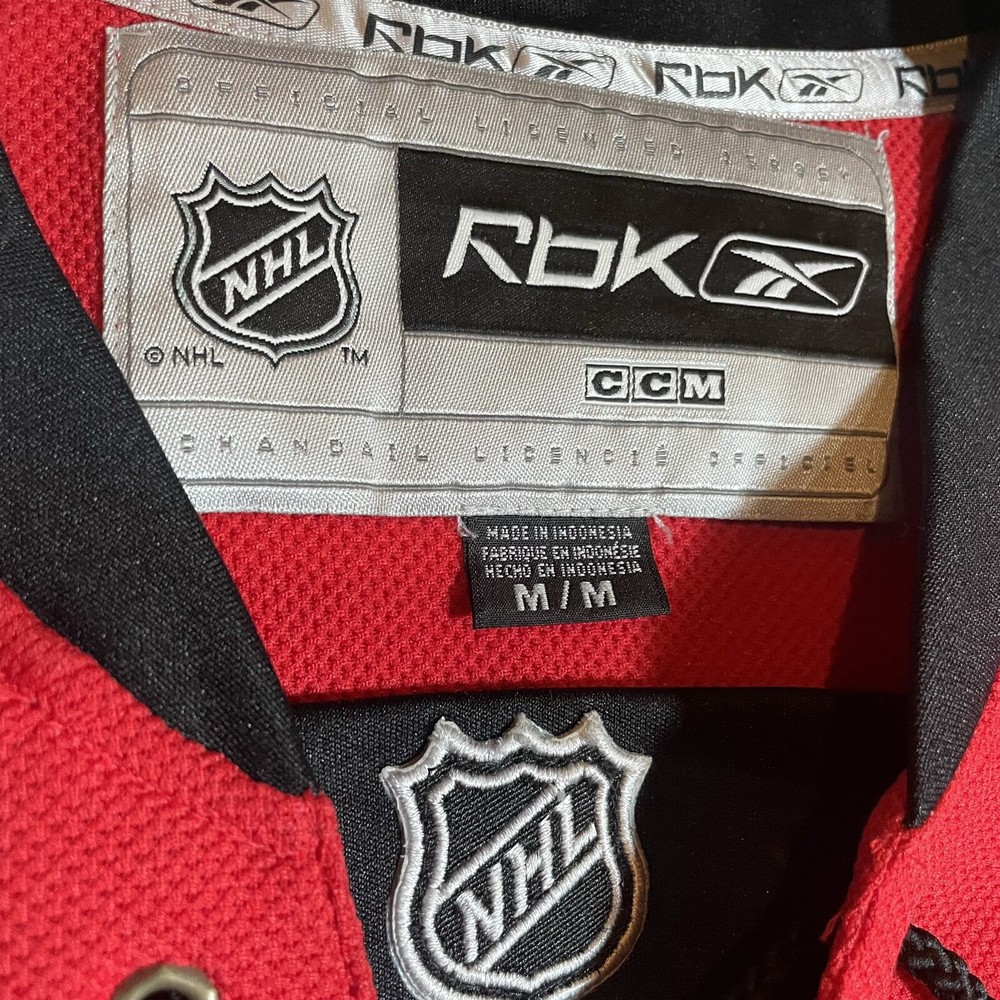 RbK RbK RbK
OFFICIAL LICENSED JERSEY
NHL
RbK
© NHL TM
CCM
CHANDAIL LICENCIÉ OFFICIEL
MADE IN INDONESIA
FABRIQUE EN INDONÉSIE
HECHO EN INDONESIA
M / M
NHL